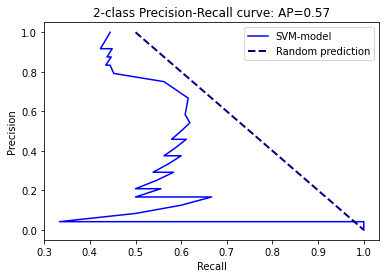 2-class Precision-Recall curve: AP=0.57
SVM-model
Random prediction
Precision
1.0
0.8
0.6
0.4
0.2
0.0
0.3 0.4 0.5 0.6 0.7 0.8 0.9 1.0
Recall